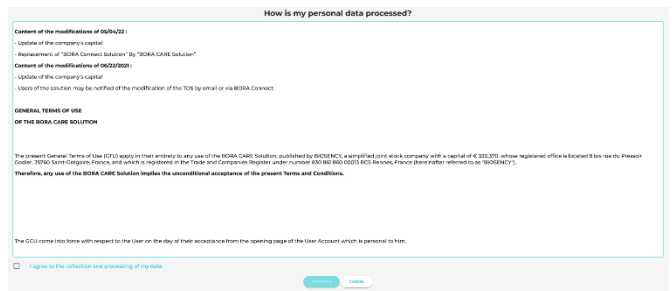 How is my personal data processed?
Content of the modifications of 05/04/22 :
- Update of the company's capital
- Replacement of "BORA Connect Solution" By "BORA CARE Solution"
Content of the modifications of 06/22/2021 :
- Update of the company's capital
- Users of the solution may be notified of the modification of the TOS by email or via BORA Connect
GENERAL TERMS OF USE
OF THE BORA CARE SOLUTION
The present General Terms of Use (GTU) apply in their entirety to any use of the BORA CARE Solution, published by BIOSENCY, a simplified joint stock company with a capital of € 330,370, whose registered office is located 8 bis rue du Pressoir
Godier, 35760 Saint-Grégoire, France, and which is registered in the Trade and Companies Register under number 830 861 860 00013 RCS Rennes, France (hereinafter referred to as "BIOSENCY").
Therefore, any use of the BORA CARE Solution implies the unconditional acceptance of the present Terms and Conditions.
The GCU come into force with respect to the User on the day of their acceptance from the opening page of the User Account which is personal to him.
I agree to the collection and processing of my data
CANCEL